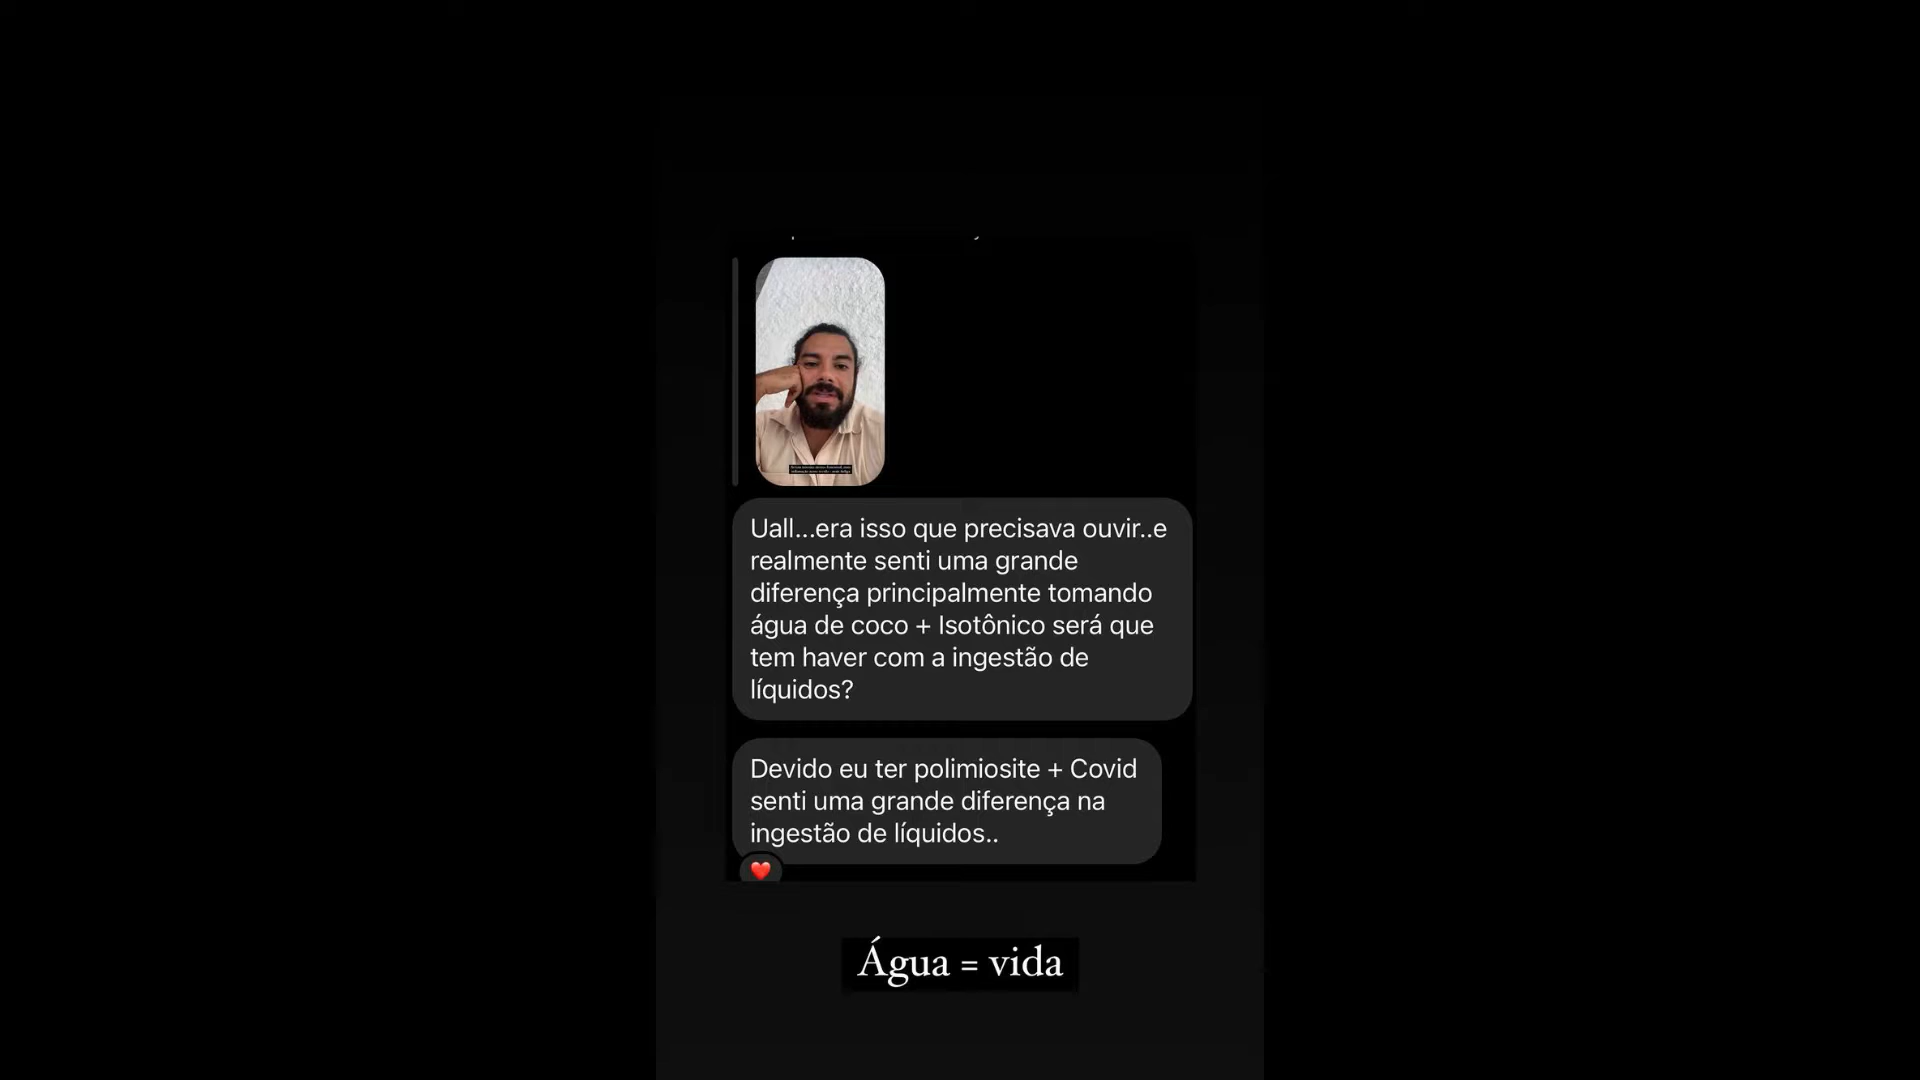 Uall...era isso que precisava ouvir..e
realmente senti uma grande
diferença principalmente tomando
água de coco + Isotônico será que
tem haver com a ingestão de
líquidos?
Devido eu ter polimiosite + Covid
senti uma grande diferença na
ingestão de líquidos..
Água = vida